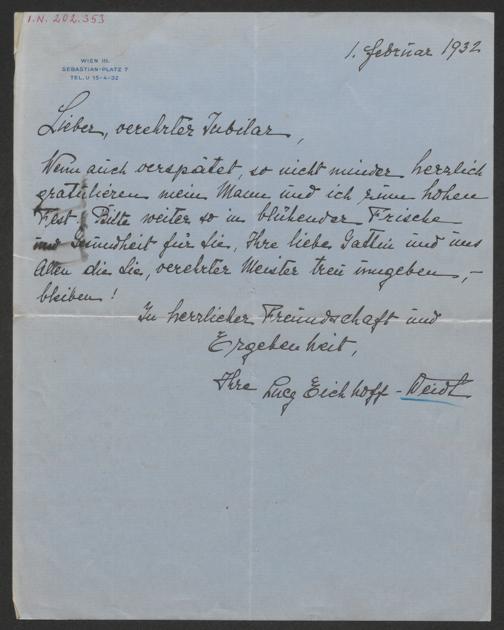 I.N. 202.353
1. Februar 1932
WIEN III.
SEBASTIAN-PLATZ 7
TEL. U 15-4-32
Lieber, verehrter Jubilar,
Wenn auch verspätet, so nicht minder herzlich
gratulieren mein Mann und ich zum hohen
Fest. Bitte weiter so in blühender Frische
und Gesundheit für Sie, Ihre liebe Gattin und uns
Alten die Sie, verehrter Meister treu umgeben, –
bleiben!
In herzlicher Freundschaft und
Ergebenheit,
Ihre Lucy Eichhoff-Weidt